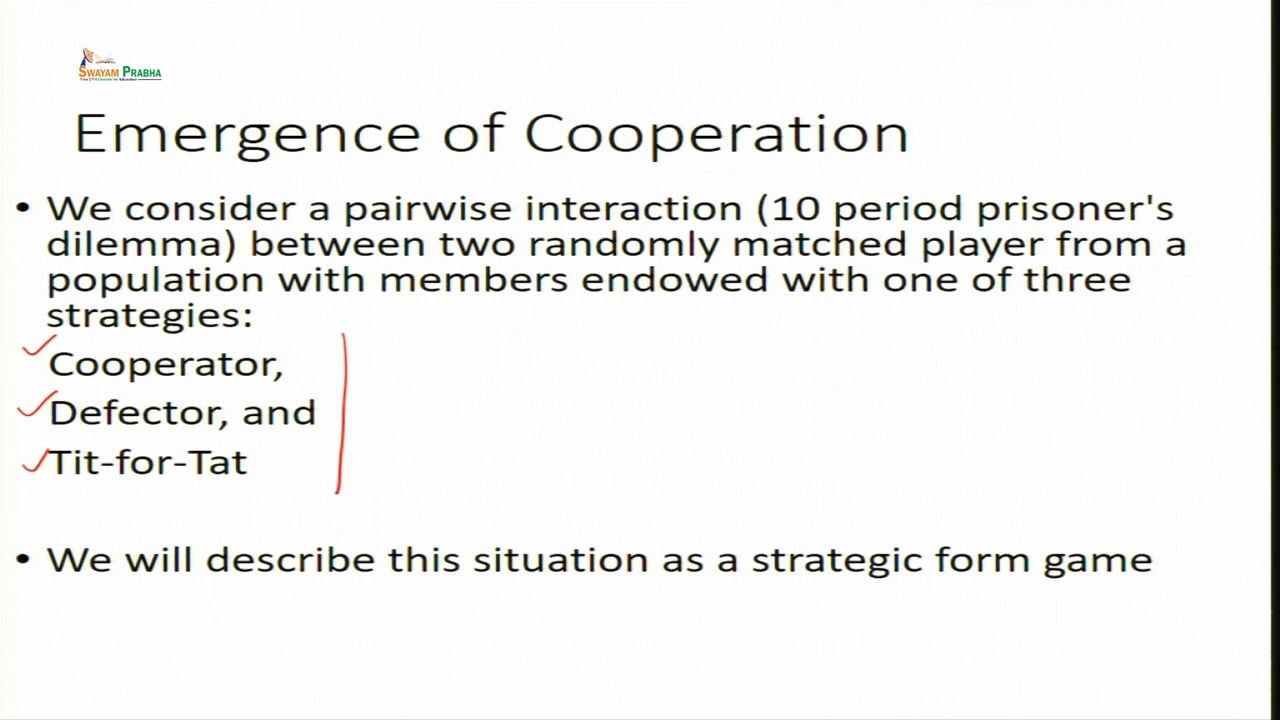 SWAYAM PRABHA
Emergence of Cooperation
• We consider a pairwise interaction (10 period prisoner's
dilemma) between two randomly matched player from a
population with members endowed with one of three
strategies:
Cooperator,
Defector, and
Tit-for-Tat
• We will describe this situation as a strategic form game